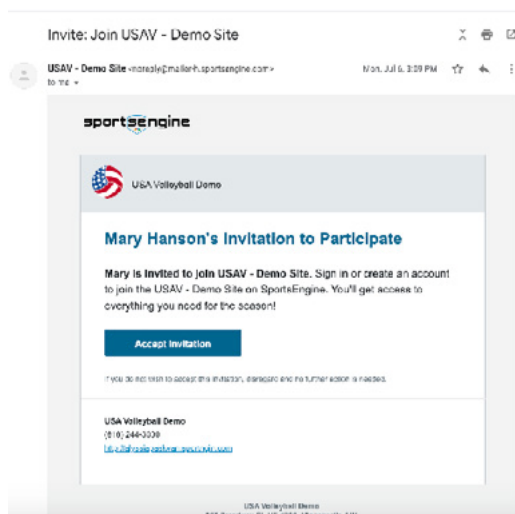 Invite: Join USAV - Demo Site
USAV - Demo Site
Mon, Jul 6, 3:09 PM
to me
sportsengine
USA Volleyball Demo
Mary Hanson's Invitation to Participate
Mary is invited to join USAV - Demo Site. Sign in or create an account
to join the USAV - Demo Site on SportsEngine. You'll get access to
everything you need for the season!
Accept Invitation
If you do not wish to accept this invitation, disregard and no further action is needed.
USA Volleyball Demo
USA Volleyball Demo